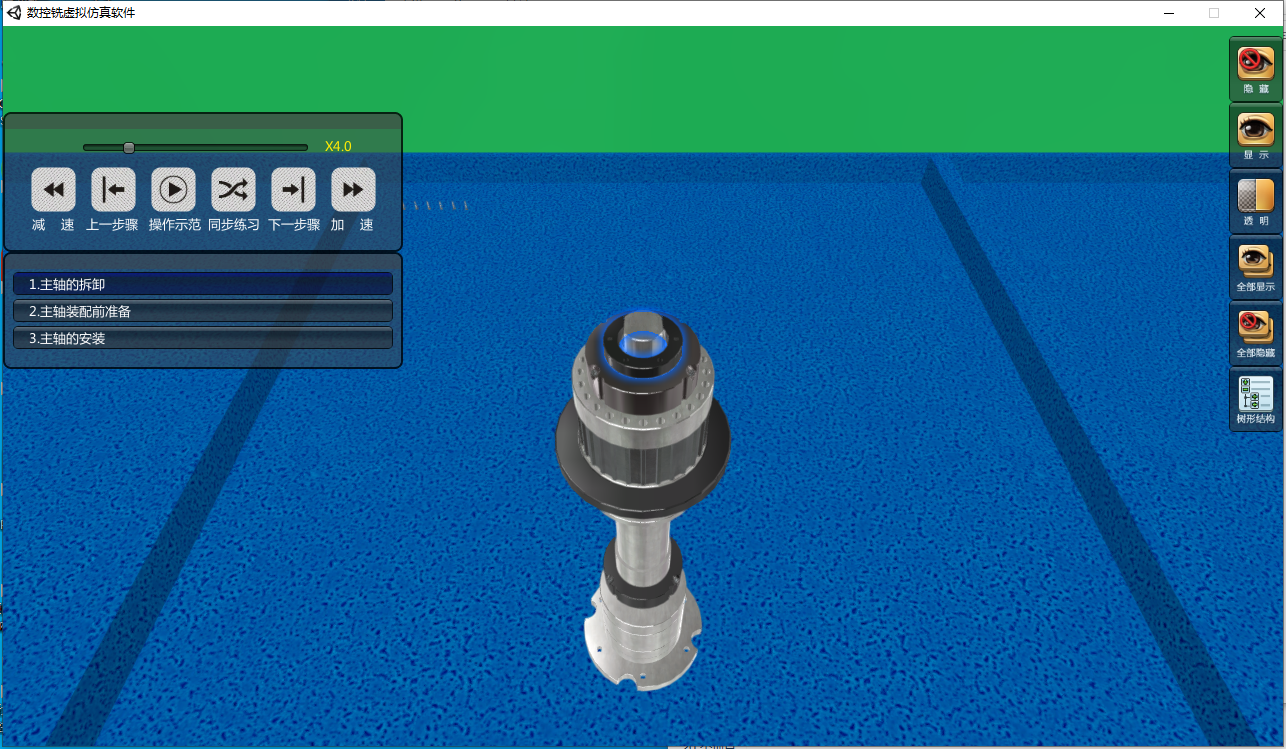 数控铣虚拟仿真软件
隐 藏
显 示
透 明
全部显示
全部隐藏
树形结构
X4.0
减 速 上一步骤 操作示范 同步练习 下一步骤 加 速
1.主轴的拆卸
2.主轴装配前准备
3.主轴的安装